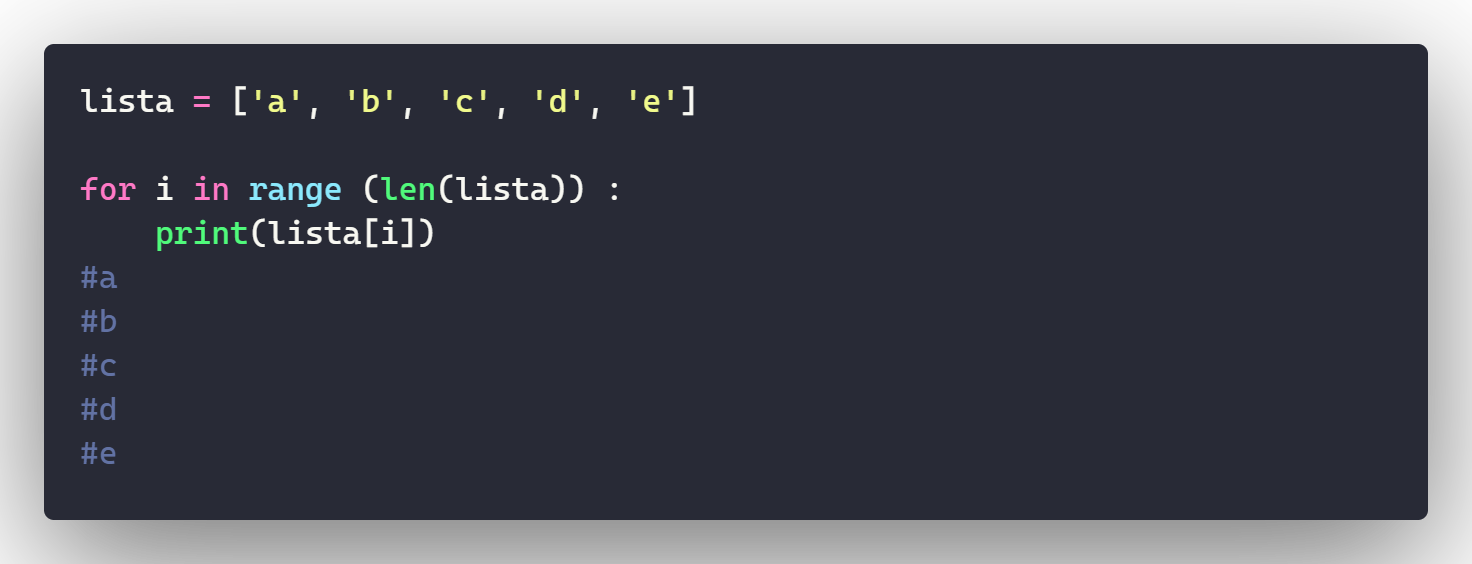 lista = ['a', 'b', 'c', 'd', 'e']
for i in range (len(lista)) :
    print(lista[i])
#a
#b
#c
#d
#e